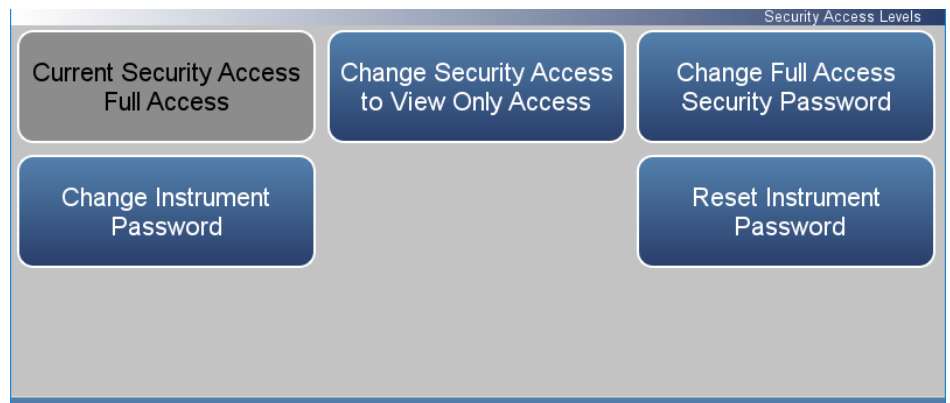 Security Access Levels
Current Security Access
Full Access
Change Security Access
to View Only Access
Change Full Access
Security Password
Change Instrument
Password
Reset Instrument
Password